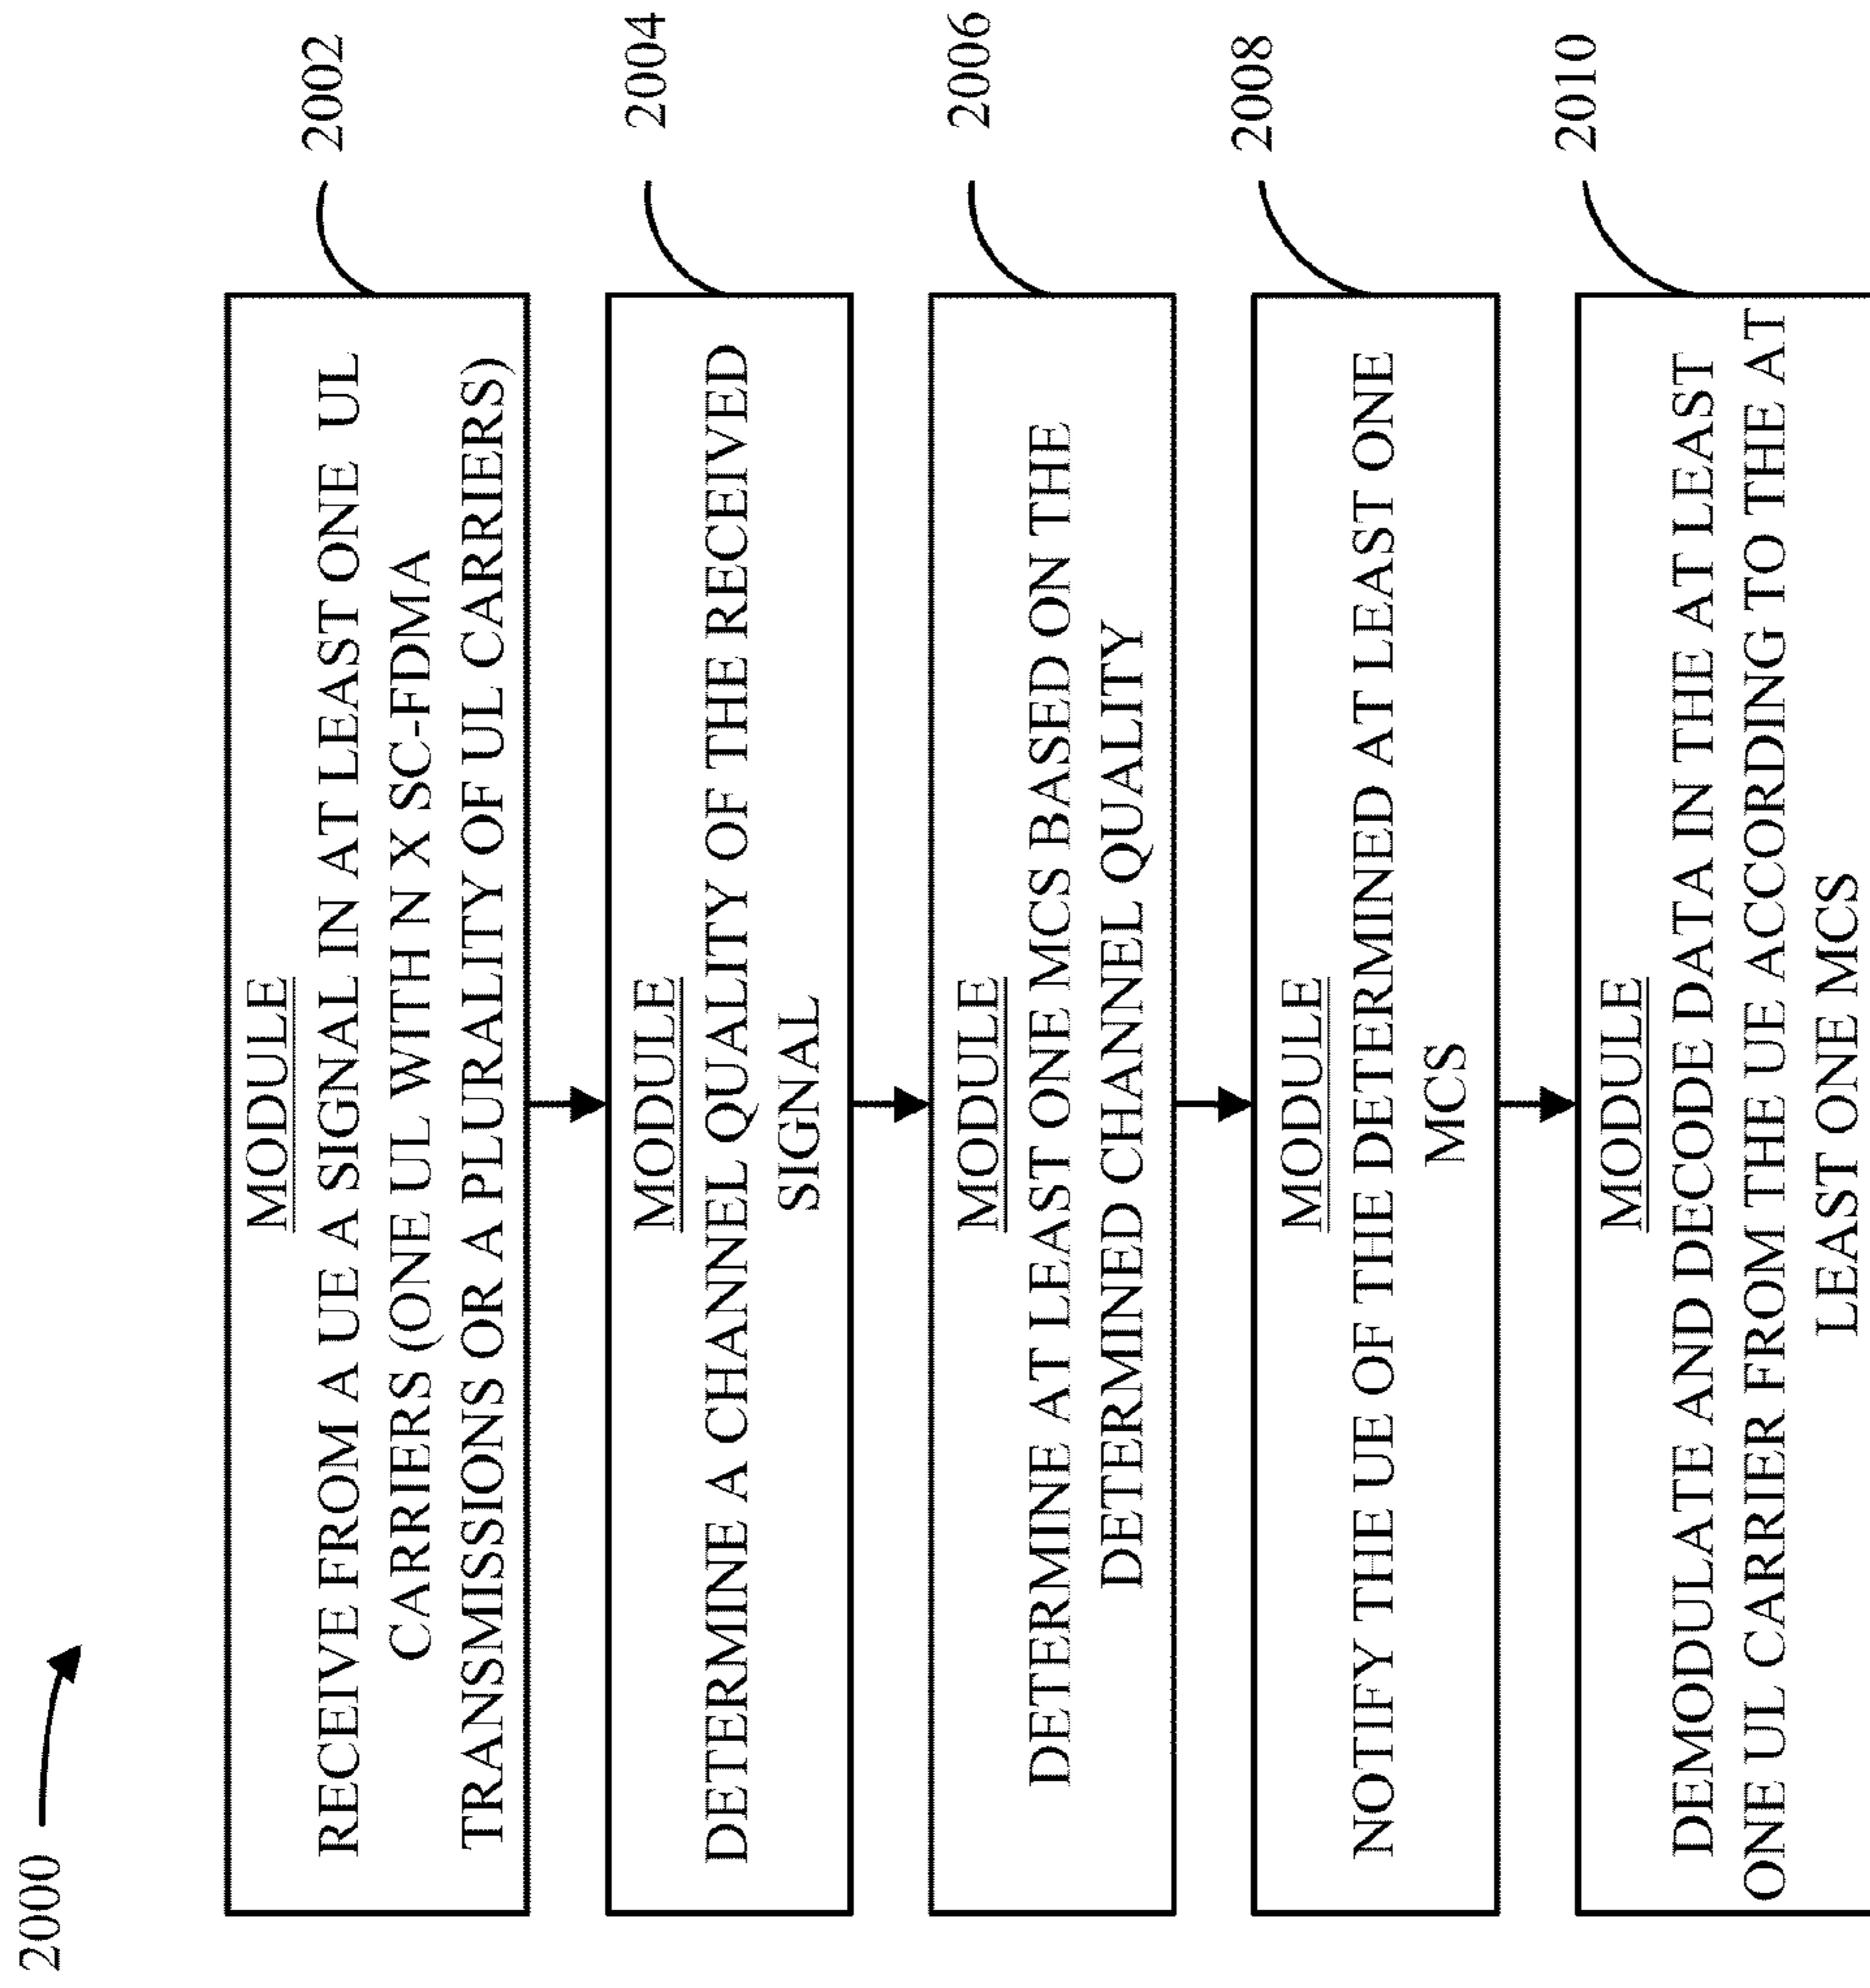 2000
MODULE
RECEIVE FROM A UE A SIGNAL IN AT LEAST ONE UL
CARRIERS (ONE UL WITH N X SC-FDMA
TRANSMISSIONS OR A PLURALITY OF UL CARRIERS)
2002
MODULE
DETERMINE A CHANNEL QUALITY OF THE RECEIVED
SIGNAL
2004
MODULE
DETERMINE AT LEAST ONE MCS BASED ON THE
DETERMINED CHANNEL QUALITY
2006
MODULE
NOTIFY THE UE OF THE DETERMINED AT LEAST ONE
MCS
2008
MODULE
DEMODULATE AND DECODE DATA IN THE AT LEAST
ONE UL CARRIER FROM THE UE ACCORDING TO THE AT
LEAST ONE MCS
2010